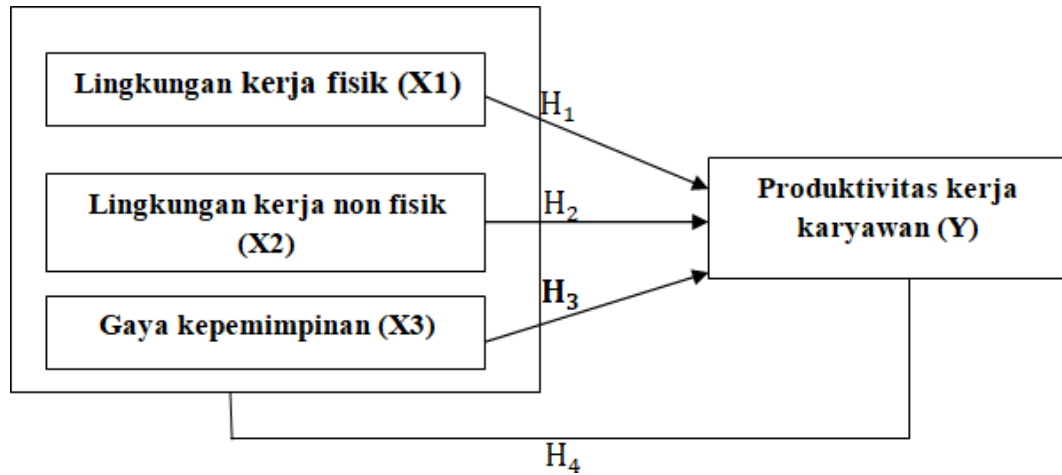 Lingkungan kerja fisik (X1)
H₁
Lingkungan kerja non fisik
(X2)
H₂
Produktivitas kerja
karyawan (Y)
Gaya kepemimpinan (X3)
H₃
H₄